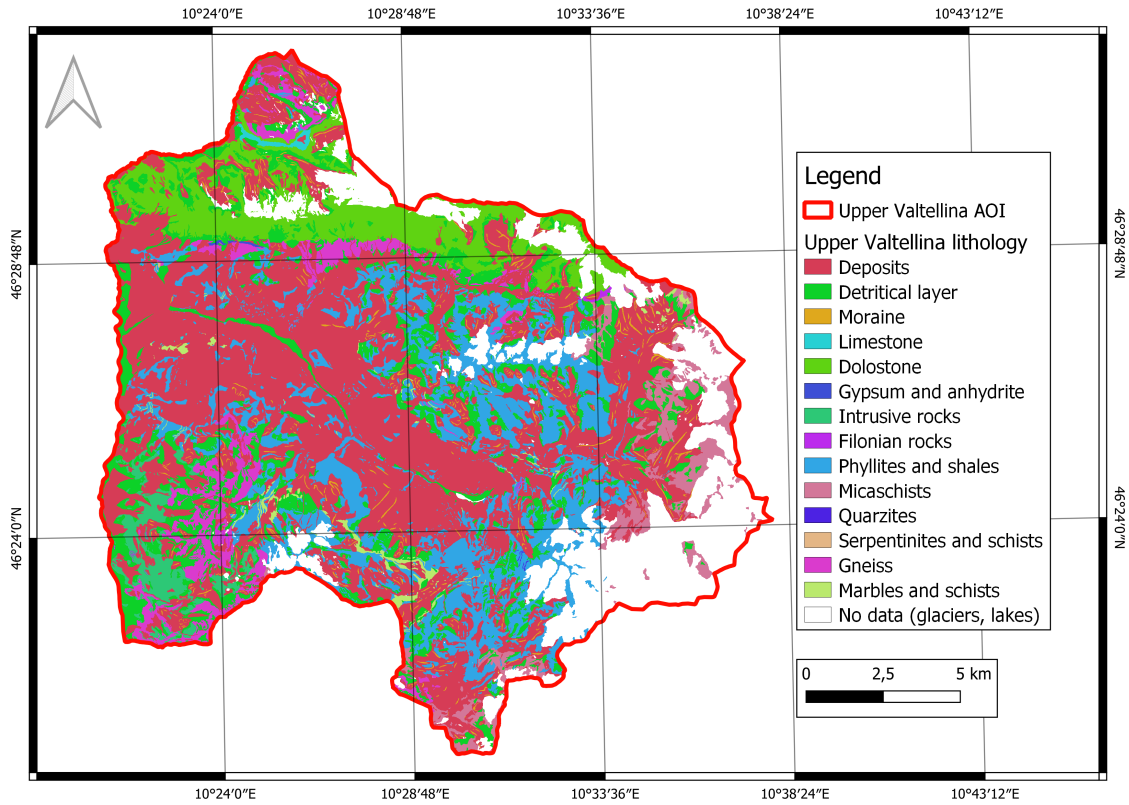 10°24′0″E 10°28′48″E 10°33′36″E 10°38′24″E 10°43′12″E
46°28′48″N
46°24′0″N
Legend
Upper Valtellina AOI
Upper Valtellina lithology
Deposits
Detritical layer
Moraine
Limestone
Dolostone
Gypsum and anhydrite
Intrusive rocks
Filonian rocks
Phyllites and shales
Micaschists
Quarzites
Serpentinites and schists
Gneiss
Marbles and schists
No data (glaciers, lakes)
0 2,5 5 km
46°28′48″N
46°24′0″N
10°24′0″E 10°28′48″E 10°33′36″E 10°38′24″E 10°43′12″E